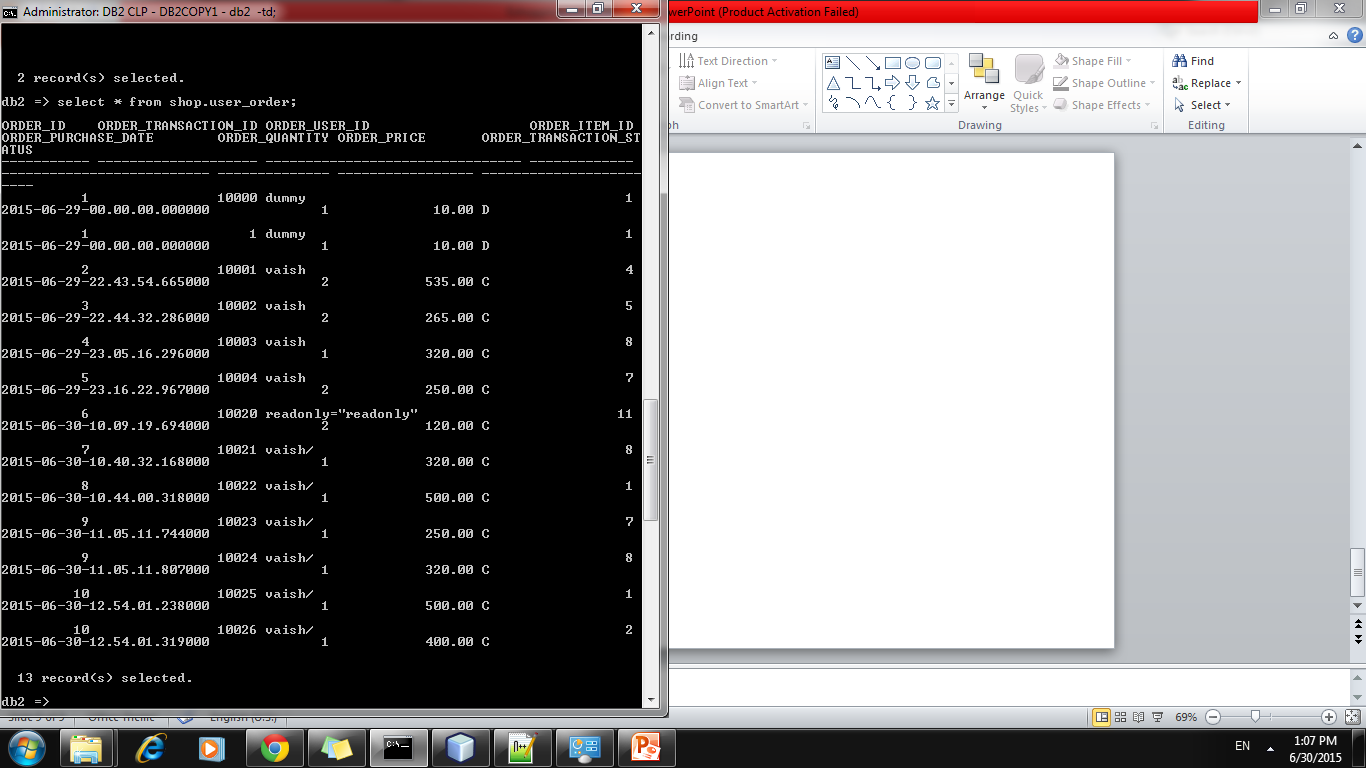 Administrator: DB2 CLP - DB2COPY1 - db2 -td;
werPoint (Product Activation Failed)
rding
Text Direction
Align Text
Convert to SmartArt
Arrange
Quick
Styles
Shape Fill
Shape Outline
Shape Effects
Find
Replace
Select
ph
Drawing
Editing
2 record(s) selected.
db2 => select * from shop.user_order;
ORDER_ID ORDER_TRANSACTION_ID ORDER_USER_ID ORDER_ITEM_ID
ORDER_PURCHASE_DATE ORDER_QUANTITY ORDER_PRICE ORDER_TRANSACTION_ST
ATUS
----------- -------------------- -------------------------------- -------------
-------------------------- -------------- ----------------- --------------------
----
1 10000 dummy 1
2015-06-29-00.00.00.000000 1 10.00 D
1 1 dummy 1
2015-06-29-00.00.00.000000 1 10.00 D
2 10001 vaish 4
2015-06-29-22.43.54.665000 2 535.00 C
3 10002 vaish 5
2015-06-29-22.44.32.286000 2 265.00 C
4 10003 vaish 8
2015-06-29-23.05.16.296000 1 320.00 C
5 10004 vaish 7
2015-06-29-23.16.22.967000 2 250.00 C
6 10020 readonly="readonly" 11
2015-06-30-10.09.19.694000 2 120.00 C
7 10021 vaish/ 8
2015-06-30-10.40.32.168000 1 320.00 C
8 10022 vaish/ 1
2015-06-30-10.44.00.318000 1 500.00 C
9 10023 vaish/ 7
2015-06-30-11.05.11.744000 1 250.00 C
9 10024 vaish/ 8
2015-06-30-11.05.11.807000 1 320.00 C
10 10025 vaish/ 1
2015-06-30-12.54.01.238000 1 500.00 C
10 10026 vaish/ 2
2015-06-30-12.54.01.319000 1 400.00 C
13 record(s) selected.
db2 =>
69%
EN
1:07 PM
6/30/2015